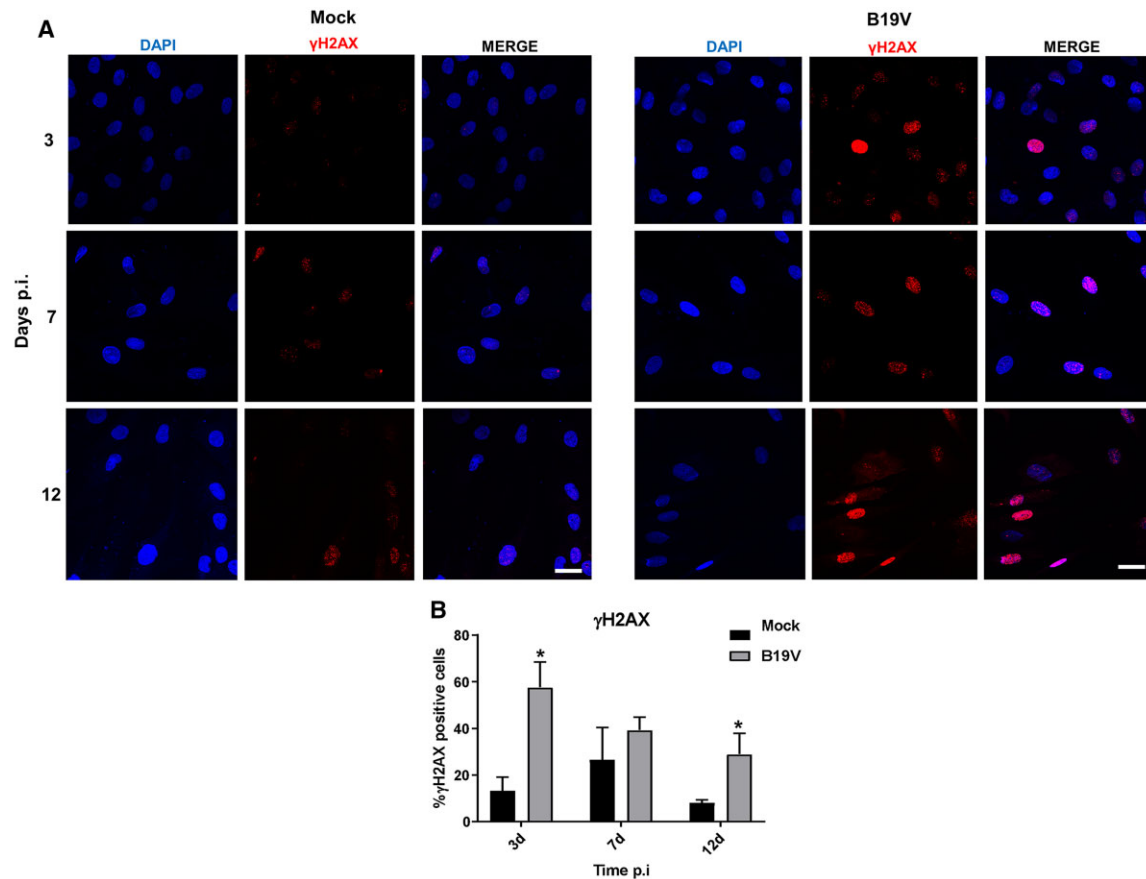 A
Mock
B19V
DAPI γH2AX MERGE
DAPI γH2AX MERGE
Days p.i.
3
7
12
B
γH2AX
Mock
B19V
%γH2AX positive cells
80
60
40
20
0
*
*
3d 7d 12d
Time p.i